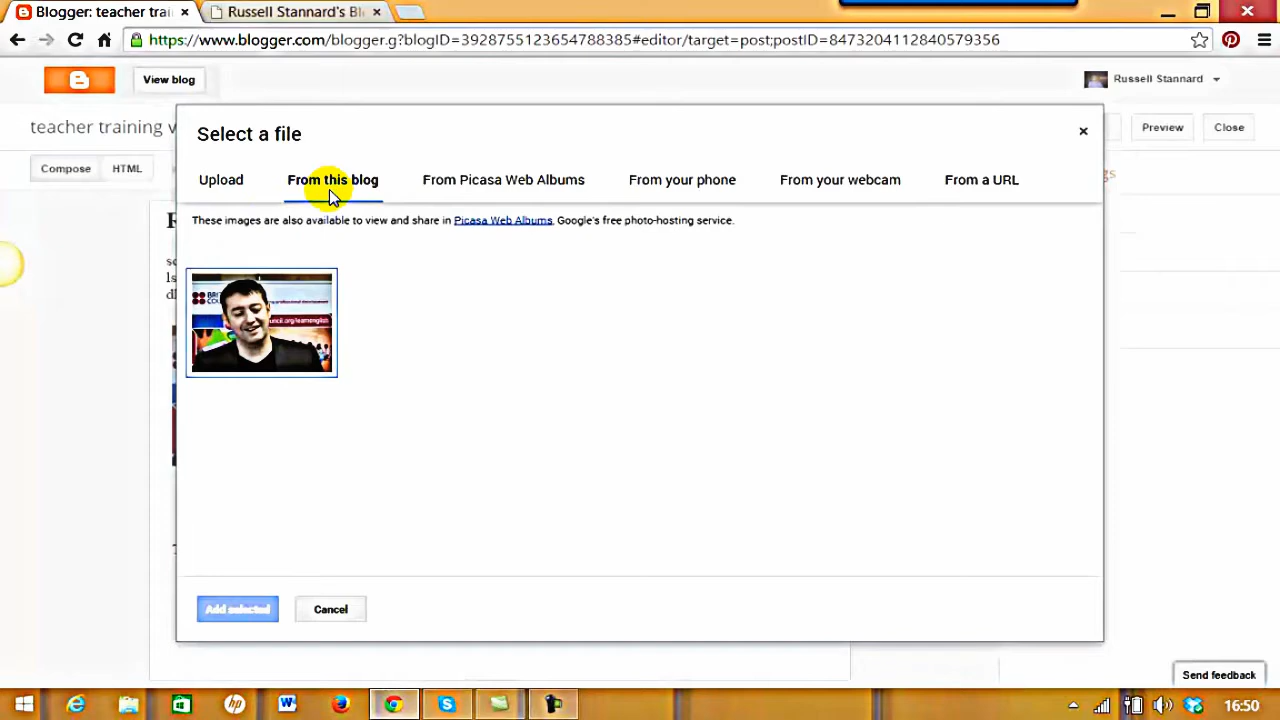 Blogger: teacher trai
Russell Stannard's Bl
https://www.blogger.com/blogger.g?blogID=3928755123654788385#editor/target=post;postID=8473204112840579356
View blog
Russell Stannard
teacher training v
Preview
Close
Compose
HTML
Select a file
Upload
From this blog
From Picasa Web Albums
From your phone
From your webcam
From a URL
These images are also available to view and share in Picasa Web Albums, Google's free photo-hosting service.
Add selected
Cancel
Send feedback
16:50